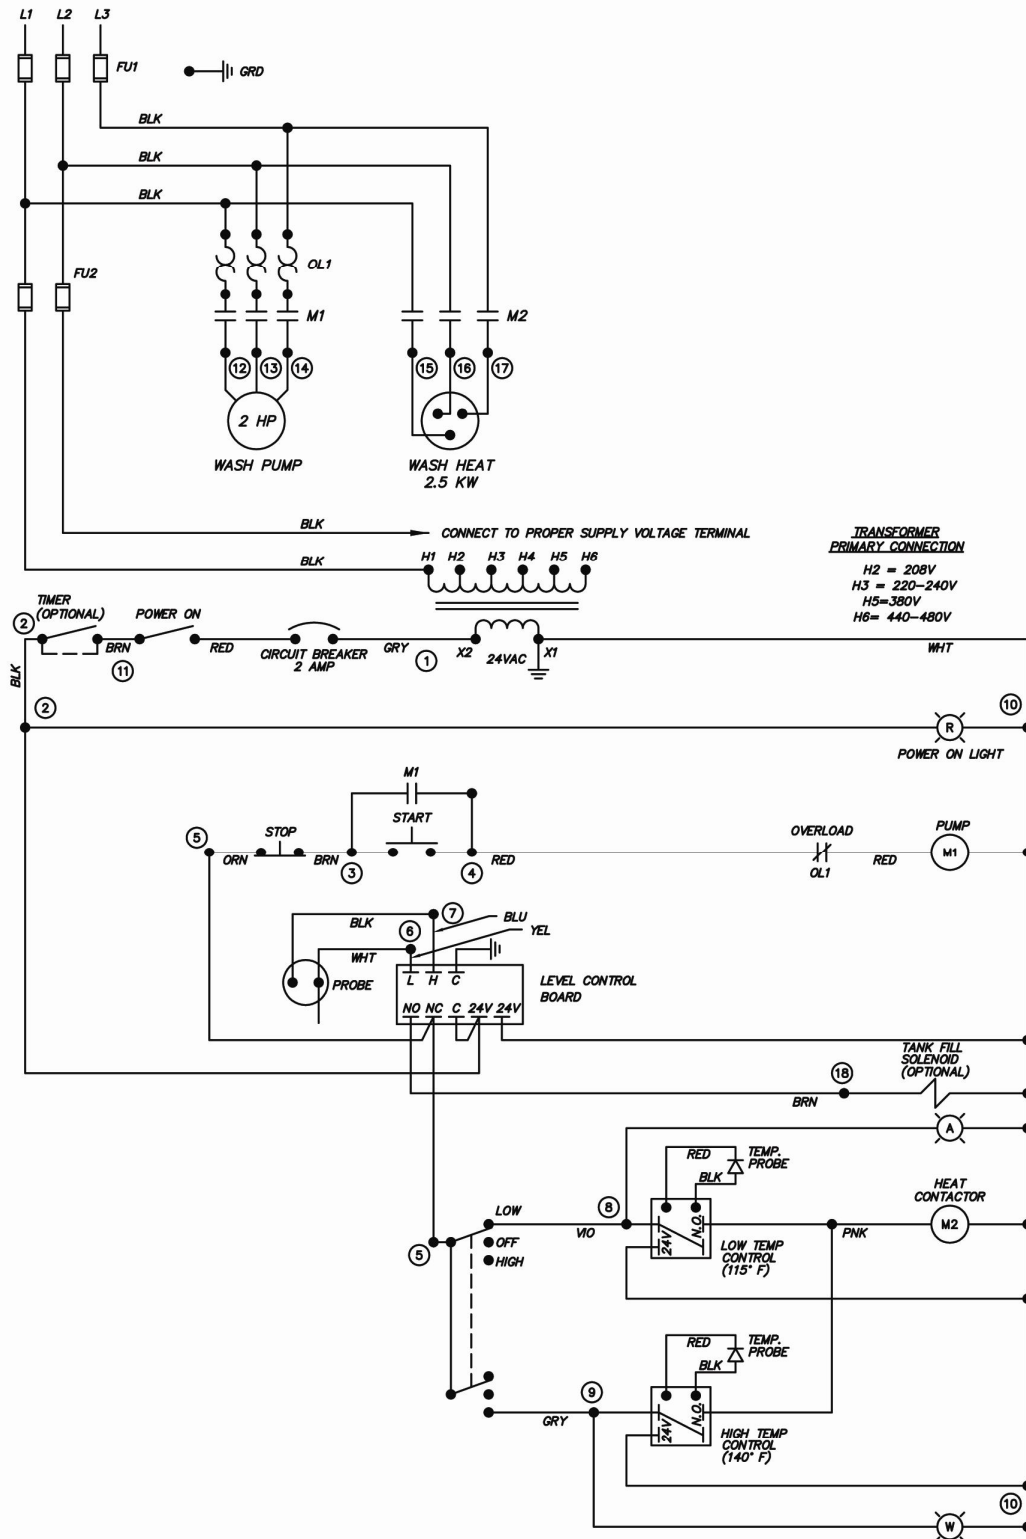 L1 L2 L3
FU1
GRD
BLK
BLK
BLK
FU2
OL1
M1 M2
12 13 14 15 16 17
2 HP
WASH PUMP
WASH HEAT
2.5 KW
BLK
CONNECT TO PROPER SUPPLY VOLTAGE TERMINAL
BLK
H1 H2 H3 H4 H5 H6
TRANSFORMER
PRIMARY CONNECTION
H2 = 208V
H3 = 220-240V
H5=380V
H6= 440-480V
TIMER
(OPTIONAL)
POWER ON
2
BRN
11
RED
CIRCUIT BREAKER
2 AMP
GRY
1
X2
24VAC
X1
WHT
BLK
2
10
R
POWER ON LIGHT
M1
START
5
STOP
ORN
BRN
3
4
RED
OVERLOAD
OL1
RED
PUMP
M1
BLK
7
BLU
6
YEL
WHT
PROBE
L H C
NO NC C 24V 24V
LEVEL CONTROL
BOARD
TANK FILL
SOLENOID
(OPTIONAL)
18
BRN
A
RED
BLK
TEMP.
PROBE
HEAT
CONTACTOR
M2
LOW
OFF
HIGH
5
VIO
8
24V
N.O.
PNK
LOW TEMP
CONTROL
(115° F)
RED
BLK
TEMP.
PROBE
9
GRY
24V
N.O.
HIGH TEMP
CONTROL
(140° F)
10
W